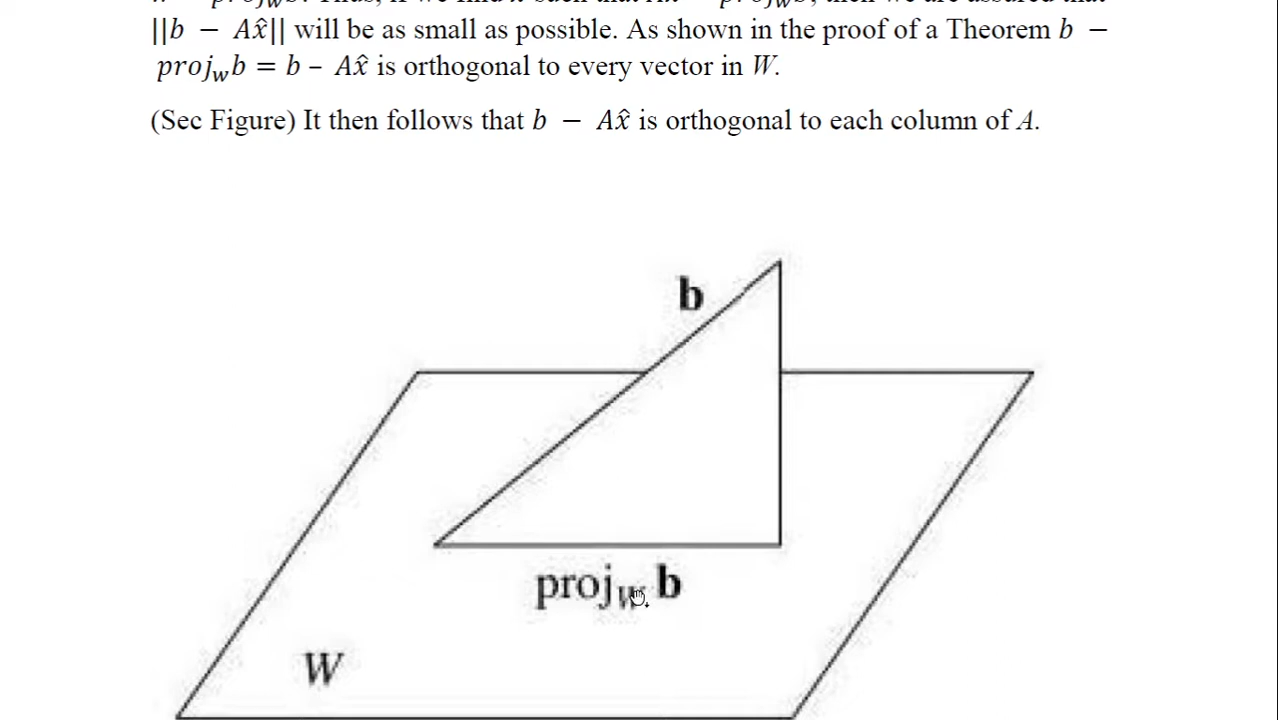 ||b − Ax̂|| will be as small as possible. As shown in the proof of a Theorem b −
proj_w b = b – Ax̂ is orthogonal to every vector in W.
(Sec Figure) It then follows that b − Ax̂ is orthogonal to each column of A.
b
proj_W b
W